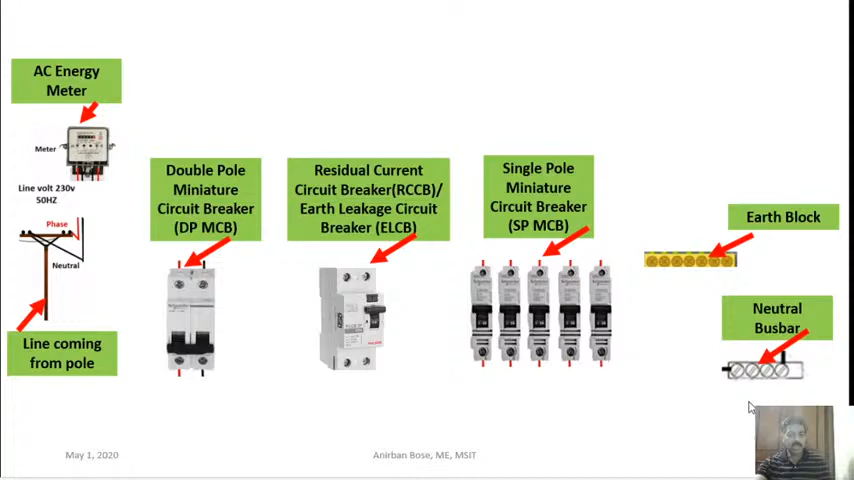 AC Energy
Meter
Meter
Line volt 230v
50HZ
Phase
Neutral
Line coming
from pole
Double Pole
Miniature
Circuit Breaker
(DP MCB)
Residual Current
Circuit Breaker(RCCB)/
Earth Leakage Circuit
Breaker (ELCB)
Single Pole
Miniature
Circuit Breaker
(SP MCB)
Earth Block
Neutral
Busbar
May 1, 2020
Anirban Bose, ME, MSIT